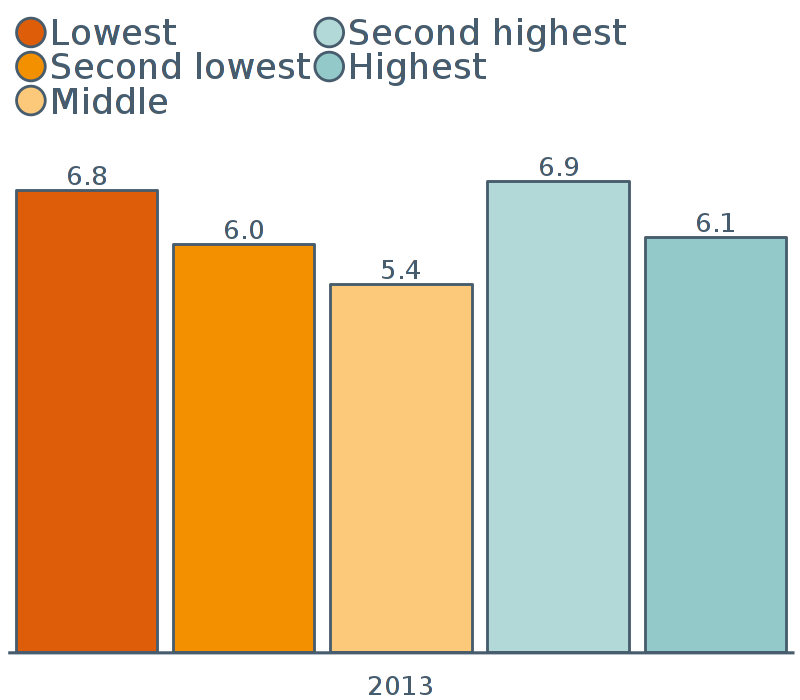 Lowest
Second lowest
Middle
Second highest
Highest
6.8
6.0
5.4
6.9
6.1
2013